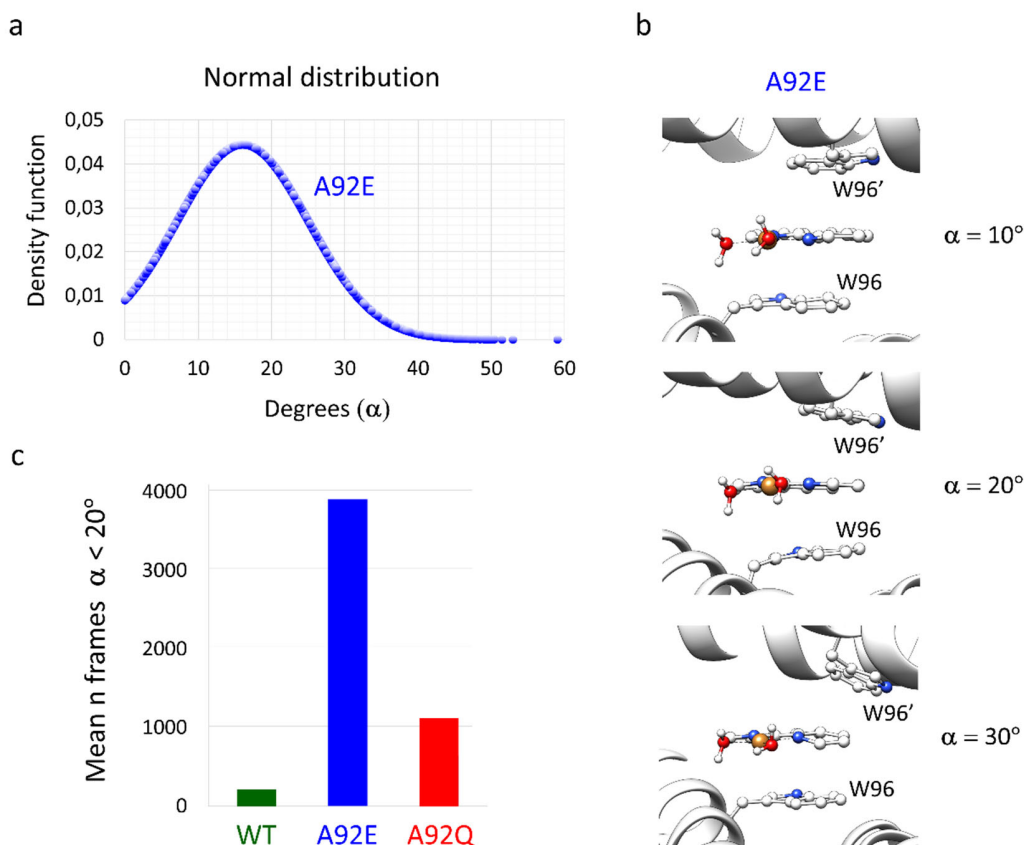 a
Normal distribution
0,05
0,04
0,03
0,02
0,01
0
Density function
A92E
0 10 20 30 40 50 60
Degrees (α)
b
A92E
W96’
W96
α = 10°
W96’
W96
α = 20°
W96’
W96
α = 30°
c
Mean n frames α < 20°
4000
3000
2000
1000
0
WT A92E A92Q